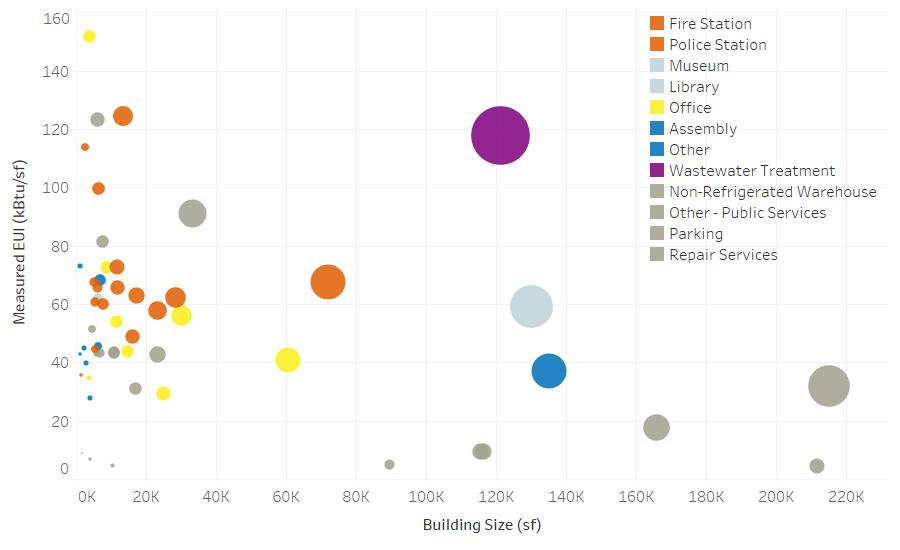 160
140
120
100
80
60
40
20
0
Measured EUI (kBtu/sf)
0K 20K 40K 60K 80K 100K 120K 140K 160K 180K 200K 220K
Building Size (sf)
Fire Station
Police Station
Museum
Library
Office
Assembly
Other
Wastewater Treatment
Non-Refrigerated Warehouse
Other - Public Services
Parking
Repair Services